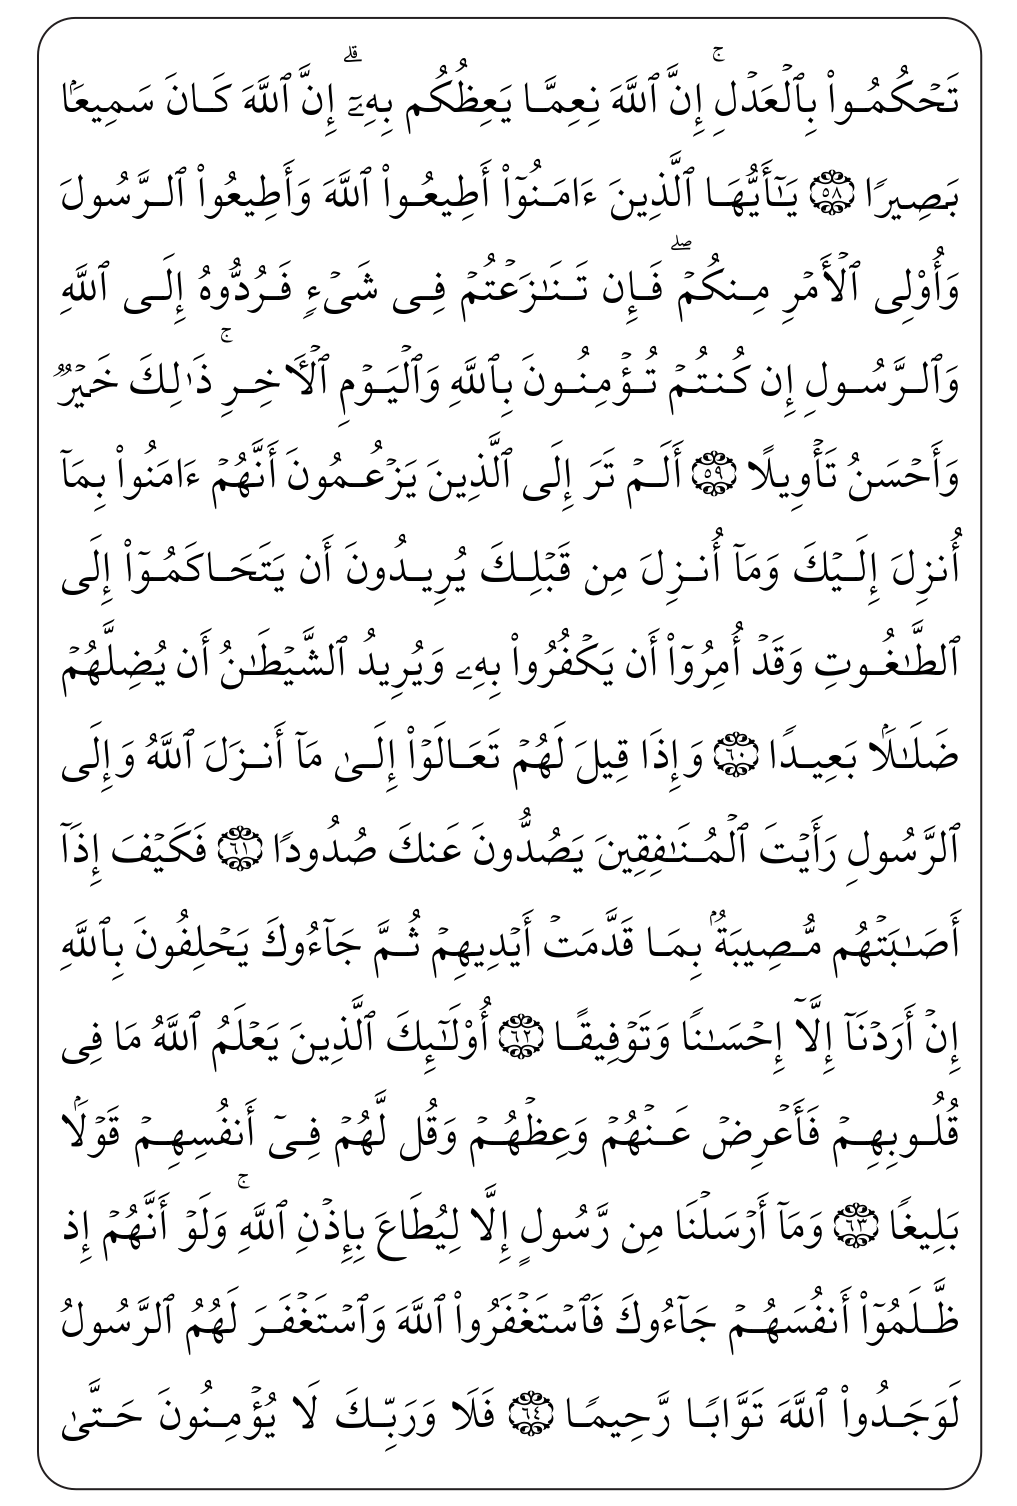 تَحۡكُمُواْ بِٱلۡعَدۡلِۚ إِنَّ ٱللَّهَ نِعِمَّا يَعِظُكُم بِهِۦٓۗ إِنَّ ٱللَّهَ كَانَ سَمِيعَۢا
بَصِيرٗا ٥٨ يَـٰٓأَيُّهَا ٱلَّذِينَ ءَامَنُوٓاْ أَطِيعُواْ ٱللَّهَ وَأَطِيعُواْ ٱلرَّسُولَ
وَأُوْلِي ٱلۡأَمۡرِ مِنكُمۡۖ فَإِن تَنَٰزَعۡتُمۡ فِي شَيۡءٖ فَرُدُّوهُ إِلَى ٱللَّهِ
وَٱلرَّسُولِ إِن كُنتُمۡ تُؤۡمِنُونَ بِٱللَّهِ وَٱلۡيَوۡمِ ٱلۡأٓخِرِۚ ذَٰلِكَ خَيۡرٞ
وَأَحۡسَنُ تَأۡوِيلًا ٥٩ أَلَمۡ تَرَ إِلَى ٱلَّذِينَ يَزۡعُمُونَ أَنَّهُمۡ ءَامَنُواْ بِمَآ
أُنزِلَ إِلَيۡكَ وَمَآ أُنزِلَ مِن قَبۡلِكَ يُرِيدُونَ أَن يَتَحَاكَمُوٓاْ إِلَى
ٱلطَّٰغُوتِ وَقَدۡ أُمِرُوٓاْ أَن يَكۡفُرُواْ بِهِۦ وَيُرِيدُ ٱلشَّيۡطَٰنُ أَن يُضِلَّهُمۡ
ضَلَٰلَۢا بَعِيدٗا ٦٠ وَإِذَا قِيلَ لَهُمۡ تَعَالَوۡاْ إِلَىٰ مَآ أَنزَلَ ٱللَّهُ وَإِلَى
ٱلرَّسُولِ رَأَيۡتَ ٱلۡمُنَٰفِقِينَ يَصُدُّونَ عَنكَ صُدُودٗا ٦١ فَكَيۡفَ إِذَآ
أَصَٰبَتۡهُم مُّصِيبَةُۢ بِمَا قَدَّمَتۡ أَيۡدِيهِمۡ ثُمَّ جَآءُوكَ يَحۡلِفُونَ بِٱللَّهِ
إِنۡ أَرَدۡنَآ إِلَّآ إِحۡسَٰنٗا وَتَوۡفِيقًا ٦٢ أُوْلَـٰٓئِكَ ٱلَّذِينَ يَعۡلَمُ ٱللَّهُ مَا فِي
قُلُوبِهِمۡ فَأَعۡرِضۡ عَنۡهُمۡ وَعِظۡهُمۡ وَقُل لَّهُمۡ فِيٓ أَنفُسِهِمۡ قَوۡلَۢا
بَلِيغٗا ٦٣ وَمَآ أَرۡسَلۡنَا مِن رَّسُولٍ إِلَّا لِيُطَاعَ بِإِذۡنِ ٱللَّهِۚ وَلَوۡ أَنَّهُمۡ إِذ
ظَّلَمُوٓاْ أَنفُسَهُمۡ جَآءُوكَ فَٱسۡتَغۡفَرُواْ ٱللَّهَ وَٱسۡتَغۡفَرَ لَهُمُ ٱلرَّسُولُ
لَوَجَدُواْ ٱللَّهَ تَوَّابٗا رَّحِيمٗا ٦٤ فَلَا وَرَبِّكَ لَا يُؤۡمِنُونَ حَتَّىٰ